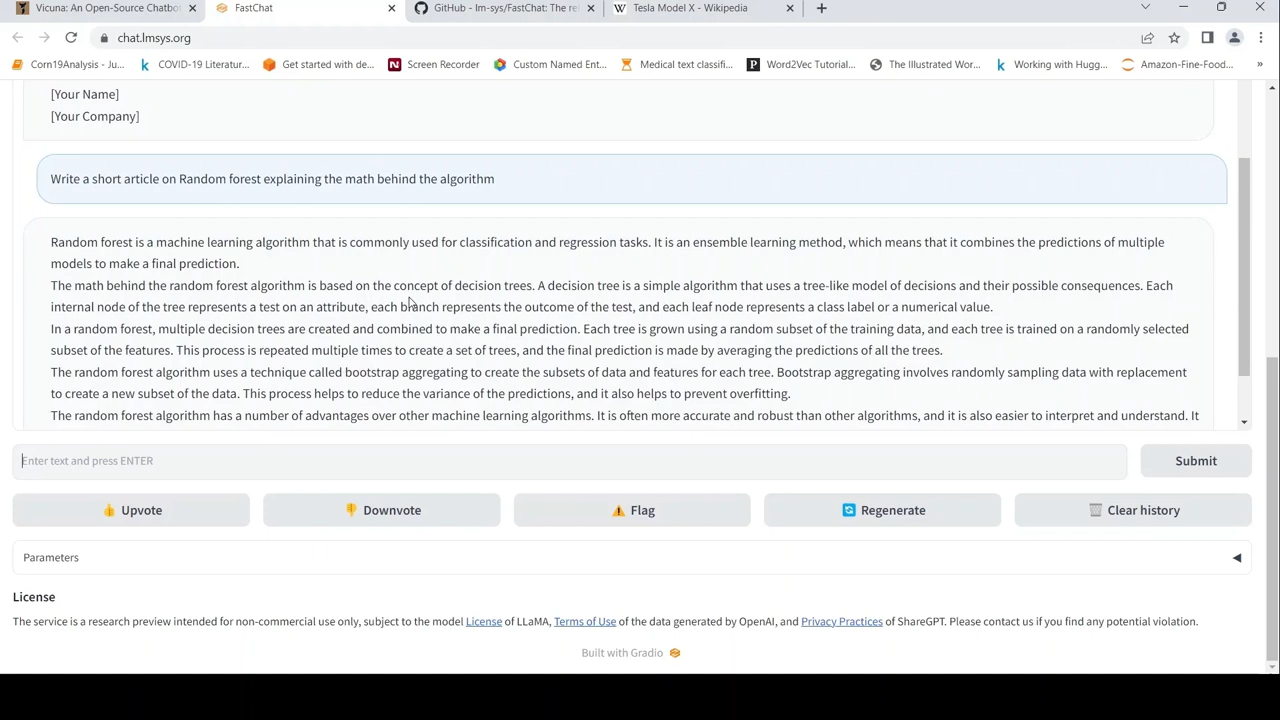 Vicuna: An Open-Source Chatbot
FastChat
GitHub - lm-sys/FastChat: The re
Tesla Model X - Wikipedia
chat.lmsys.org
Corn19Analysis - Ju...
COVID-19 Literatur...
Get started with de...
Screen Recorder
Custom Named Ent...
Medical text classifi...
Word2Vec Tutorial...
The Illustrated Wor...
Working with Hugg...
Amazon-Fine-Food...
[Your Name]
[Your Company]
Write a short article on Random forest explaining the math behind the algorithm
Random forest is a machine learning algorithm that is commonly used for classification and regression tasks. It is an ensemble learning method, which means that it combines the predictions of multiple
models to make a final prediction.
The math behind the random forest algorithm is based on the concept of decision trees. A decision tree is a simple algorithm that uses a tree-like model of decisions and their possible consequences. Each
internal node of the tree represents a test on an attribute, each branch represents the outcome of the test, and each leaf node represents a class label or a numerical value.
In a random forest, multiple decision trees are created and combined to make a final prediction. Each tree is grown using a random subset of the training data, and each tree is trained on a randomly selected
subset of the features. This process is repeated multiple times to create a set of trees, and the final prediction is made by averaging the predictions of all the trees.
The random forest algorithm uses a technique called bootstrap aggregating to create the subsets of data and features for each tree. Bootstrap aggregating involves randomly sampling data with replacement
to create a new subset of the data. This process helps to reduce the variance of the predictions, and it also helps to prevent overfitting.
The random forest algorithm has a number of advantages over other machine learning algorithms. It is often more accurate and robust than other algorithms, and it is also easier to interpret and understand. It
Enter text and press ENTER
Submit
Upvote
Downvote
Flag
Regenerate
Clear history
Parameters
License
The service is a research preview intended for non-commercial use only, subject to the model License of LLaMA, Terms of Use of the data generated by OpenAI, and Privacy Practices of ShareGPT. Please contact us if you find any potential violation.
Built with Gradio